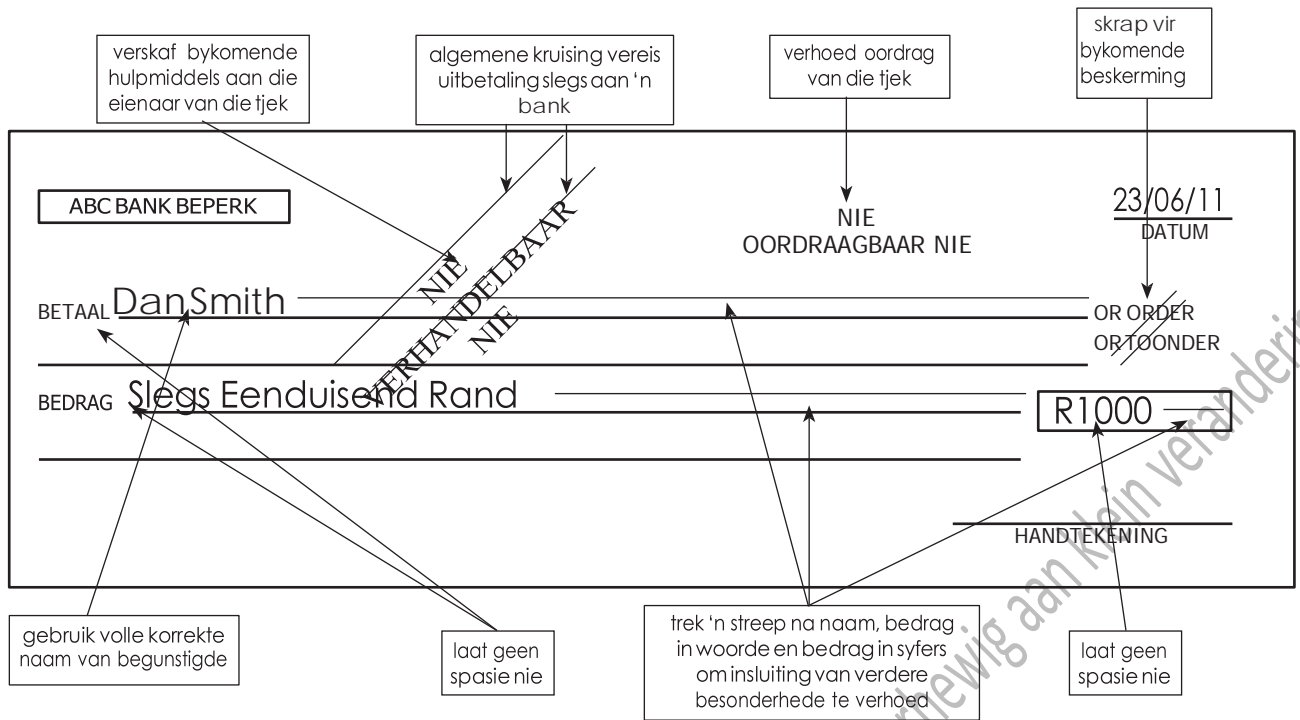 verskaf bykomende
hulpmiddels aan die
eienaar van die tjek
algemene kruising vereis
uitbetaling slegs aan 'n
bank
verhoed oordrag
van die tjek
skrap vir
bykomende
beskerming
ABC BANK BEPERK
NIE
VERHANDELBAAR
NIE
NIE
OORDRAAGBAAR NIE
23/06/11
DATUM
BETAAL Dan Smith
OR ORDER
OR TOONDER
BEDRAG Slegs Eenduisend Rand
R1000
HANDTEKENING
gebruik volle korrekte
naam van begunstigde
laat geen
spasie nie
trek 'n streep na naam, bedrag
in woorde en bedrag in syfers
om insluiting van verdere
besonderhede te verhoed
laat geen
spasie nie
aan klein